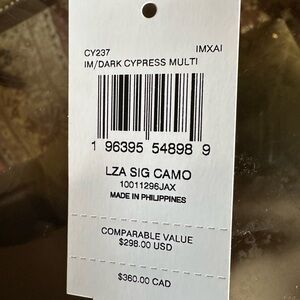 CY237 IMXAI
IM/DARK CYPRESS MULTI
1 96395 54898 9
LZA SIG CAMO
10011296JAX
MADE IN PHILIPPINES
COMPARABLE VALUE
$298.00 USD
$360.00 CAD